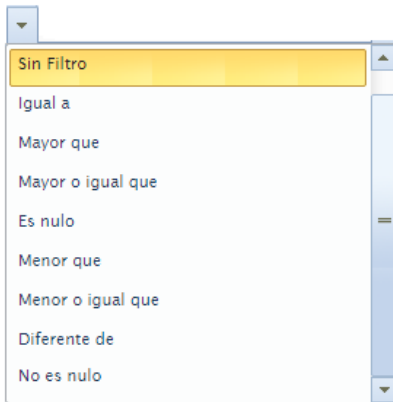 Sin Filtro
Igual a
Mayor que
Mayor o igual que
Es nulo
Menor que
Menor o igual que
Diferente de
No es nulo